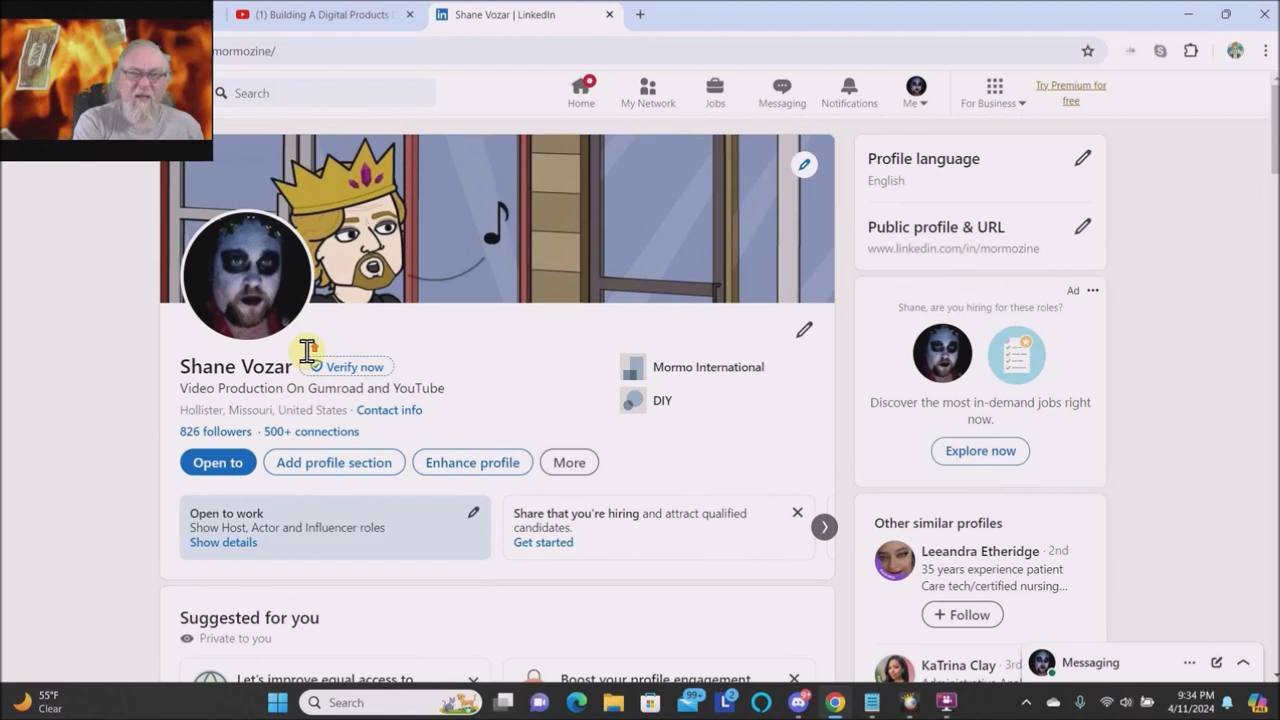 (1) Building A Digital Products
Shane Vozar | LinkedIn
mormozine/
Search
Home
My Network
Jobs
Messaging
Notifications
Me
For Business
Try Premium for
free
Profile language
English
Public profile & URL
www.linkedin.com/in/mormozine
Ad
Shane, are you hiring for these roles?
Discover the most in-demand jobs right
now.
Explore now
Shane Vozar
Verify now
Video Production On Gumroad and YouTube
Hollister, Missouri, United States · Contact info
826 followers · 500+ connections
Mormo International
DIY
Open to
Add profile section
Enhance profile
More
Open to work
Show Host, Actor and Influencer roles
Show details
Share that you're hiring and attract qualified
candidates.
Get started
Other similar profiles
Leeandra Etheridge · 2nd
35 years experience patient
Care tech/certified nursing...
+ Follow
KaTrina Clay · 3rd
Suggested for you
Private to you
Let's improve equal access to
Boost your profile engagement
Messaging
55°F
Clear
Search
99+
2
9:34 PM
4/11/2024